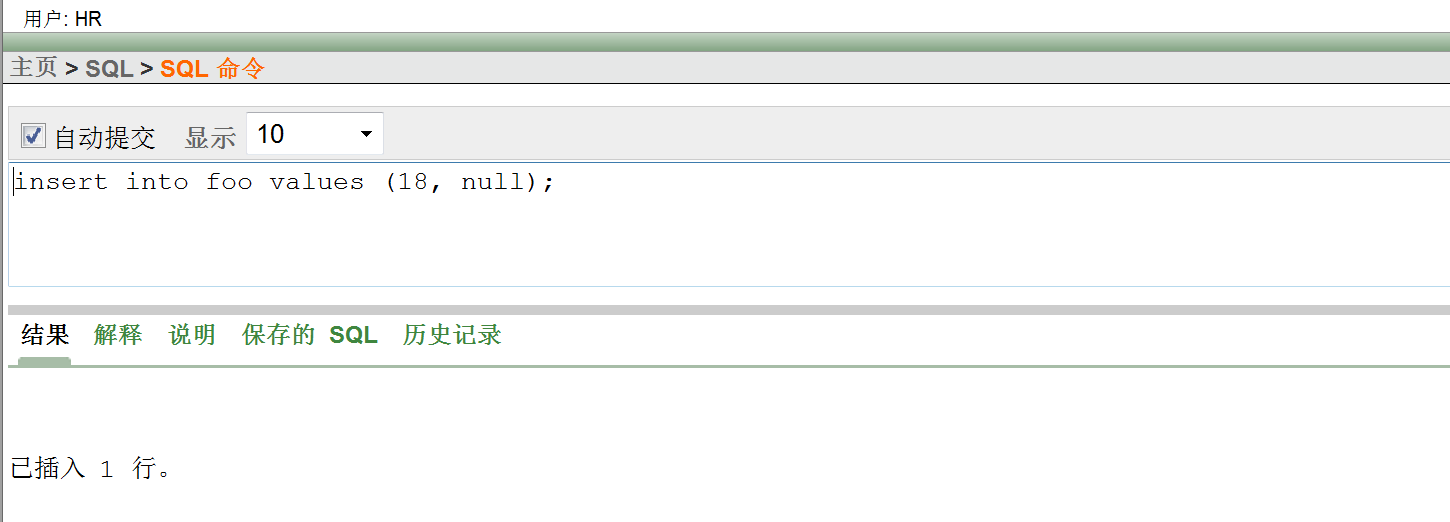 用户: HR
主页 > SQL > SQL 命令
自动提交 显示 10
insert into foo values (18, null);
结果 解释 说明 保存的 SQL 历史记录
已插入 1 行。